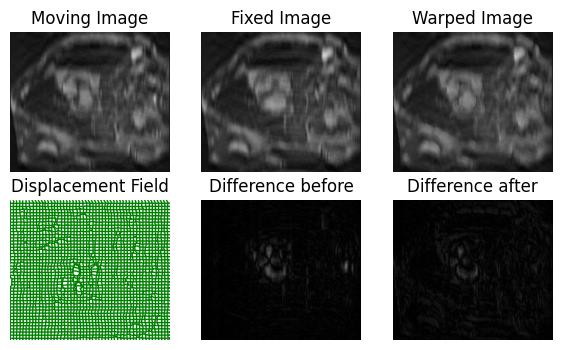 Moving Image
Fixed Image
Warped Image
Displacement Field
Difference before
Difference after